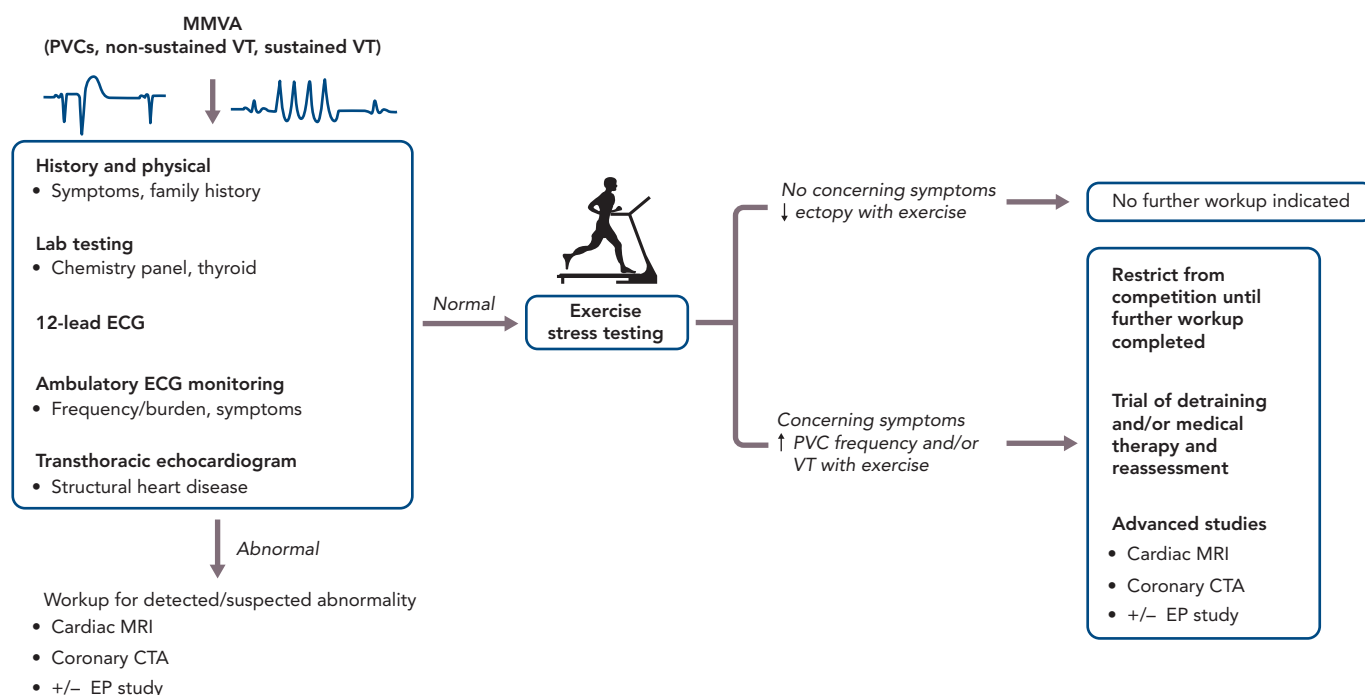 MMVA
(PVCs, non-sustained VT, sustained VT)
History and physical
• Symptoms, family history
Lab testing
• Chemistry panel, thyroid
12-lead ECG
Ambulatory ECG monitoring
• Frequency/burden, symptoms
Transthoracic echocardiogram
• Structural heart disease
Abnormal
Workup for detected/suspected abnormality
• Cardiac MRI
• Coronary CTA
• +/– EP study
Normal
Exercise
stress testing
No concerning symptoms
↓ ectopy with exercise
No further workup indicated
Concerning symptoms
↑ PVC frequency and/or
VT with exercise
Restrict from
competition until
further workup
completed
Trial of detraining
and/or medical
therapy and
reassessment
Advanced studies
• Cardiac MRI
• Coronary CTA
• +/– EP study